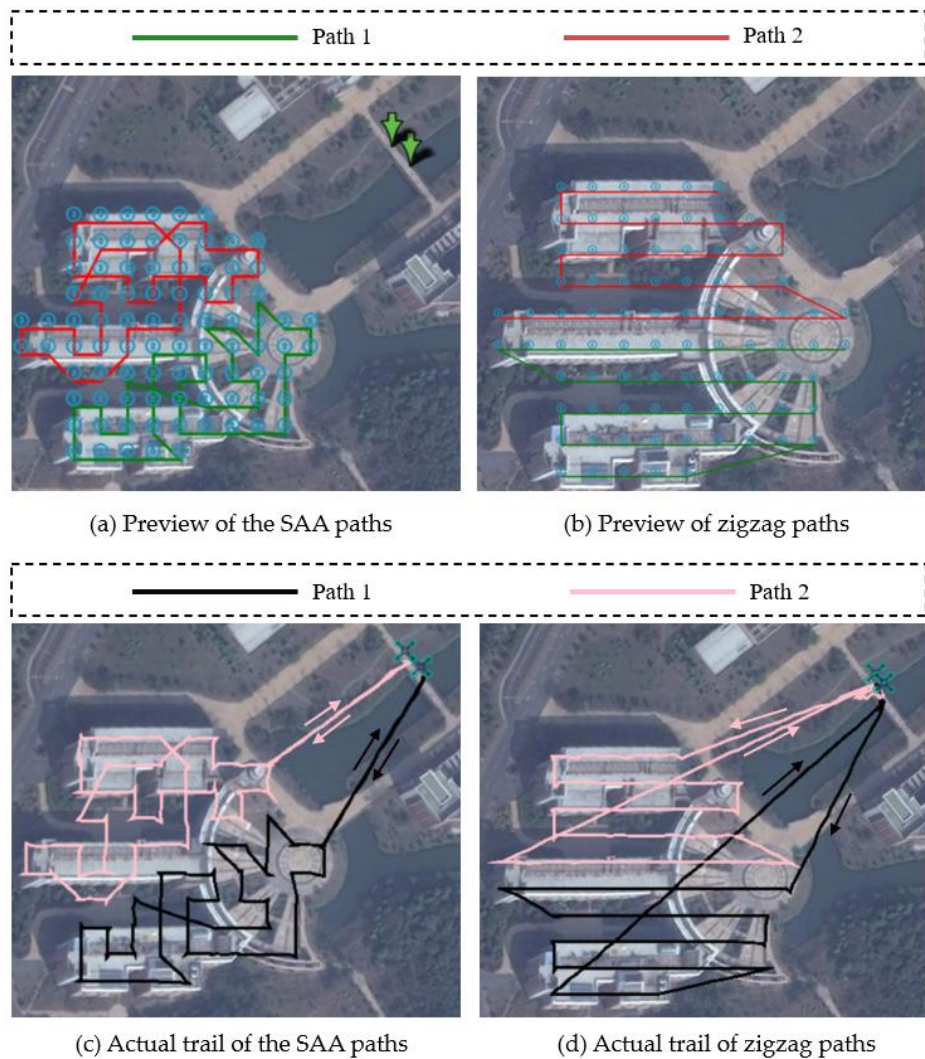 Path 1
Path 2
(a) Preview of the SAA paths
(b) Preview of zigzag paths
Path 1
Path 2
(c) Actual trail of the SAA paths
(d) Actual trail of zigzag paths